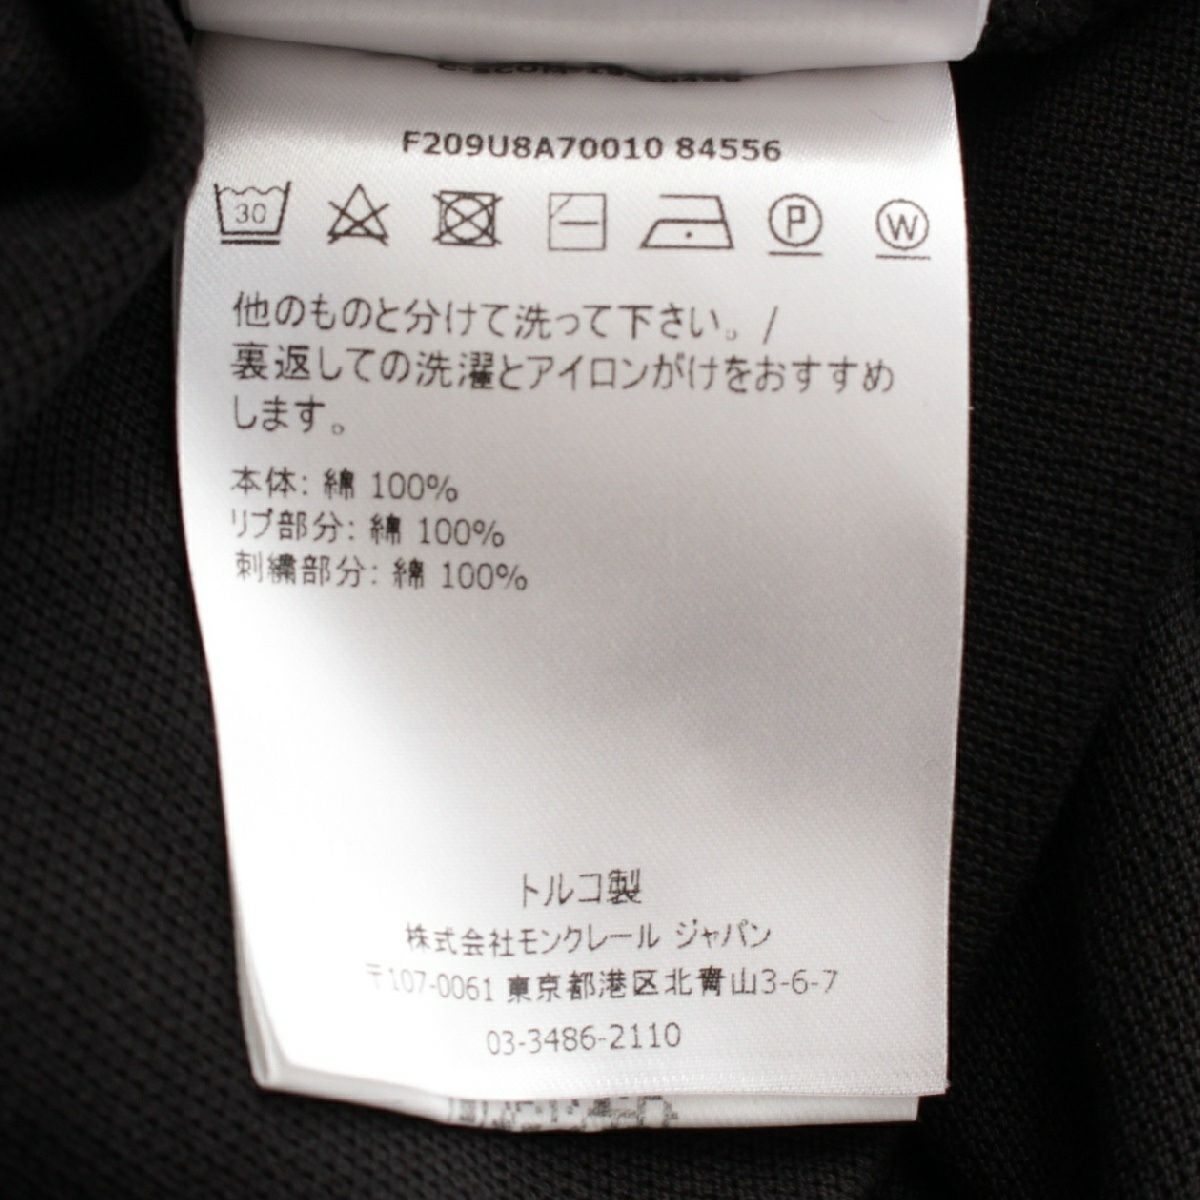 F209U8A70010 84556
30 P W
他のものと分けて洗って下さい。/
裏返しての洗濯とアイロンがけをおすすめ
します。
本体: 綿 100%
リブ部分: 綿 100%
刺繍部分: 綿 100%
トルコ製
株式会社モンクレール ジャパン
〒107-0061 東京都港区北青山3-6-7
03-3486-2110